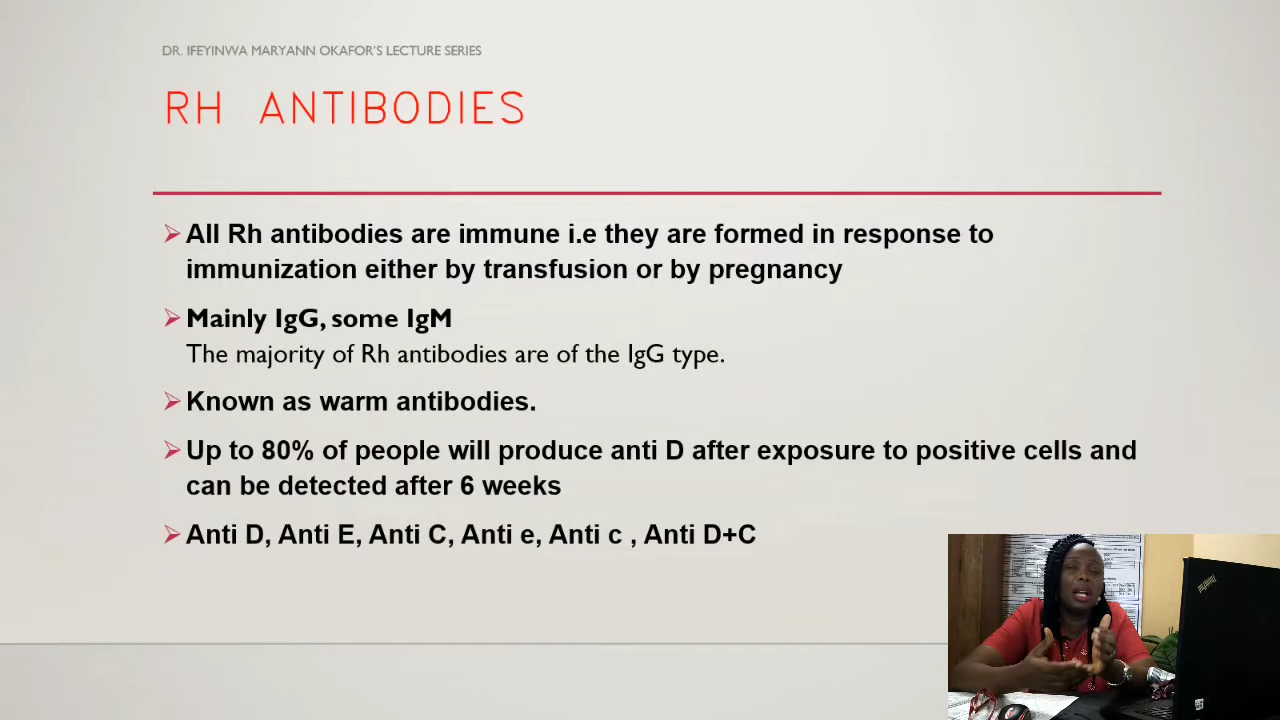 DR. IFEYINWA MARYANN OKAFOR'S LECTURE SERIES
RH ANTIBODIES
All Rh antibodies are immune i.e they are formed in response to
immunization either by transfusion or by pregnancy
Mainly IgG, some IgM
The majority of Rh antibodies are of the IgG type.
Known as warm antibodies.
Up to 80% of people will produce anti D after exposure to positive cells and
can be detected after 6 weeks
Anti D, Anti E, Anti C, Anti e, Anti c , Anti D+C
ThinkPad